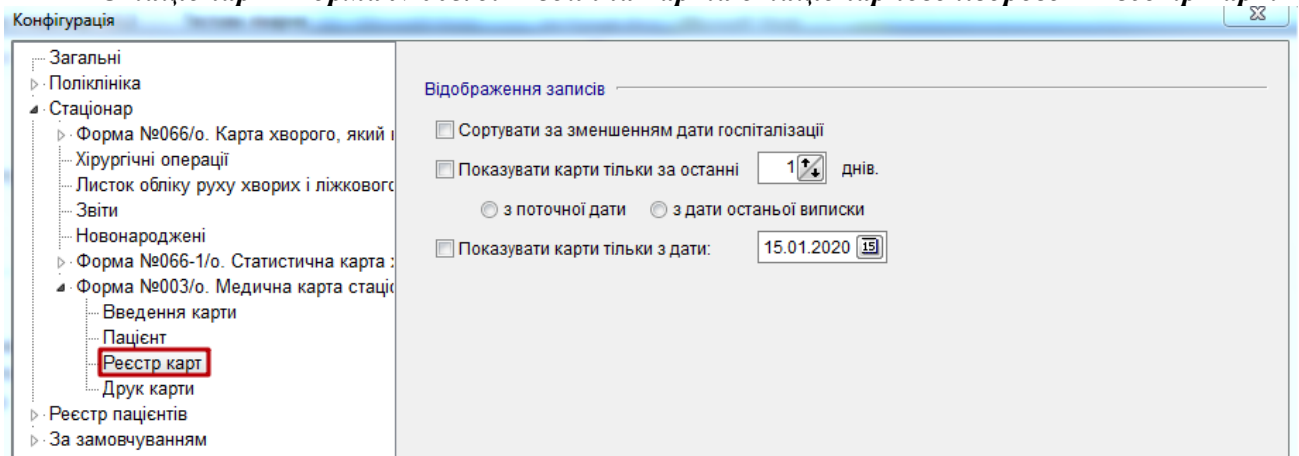 Конфігурація
Загальні
Поліклініка
Стаціонар
Форма №066/о. Карта хворого, який
Хірургічні операції
Листок обліку руху хворих і ліжкового
Звіти
Новонароджені
Форма №066-1/о. Статистична карта
Форма №003/о. Медична карта стаціо
Введення карти
Пацієнт
Реєстр карт
Друк карти
Реєстр пацієнтів
За замовчуванням
Відображення записів
Сортувати за зменшенням дати госпіталізації
Показувати карти тільки за останні 1 днів.
з поточної дати з дати останьої виписки
Показувати карти тільки з дати: 15.01.2020 15